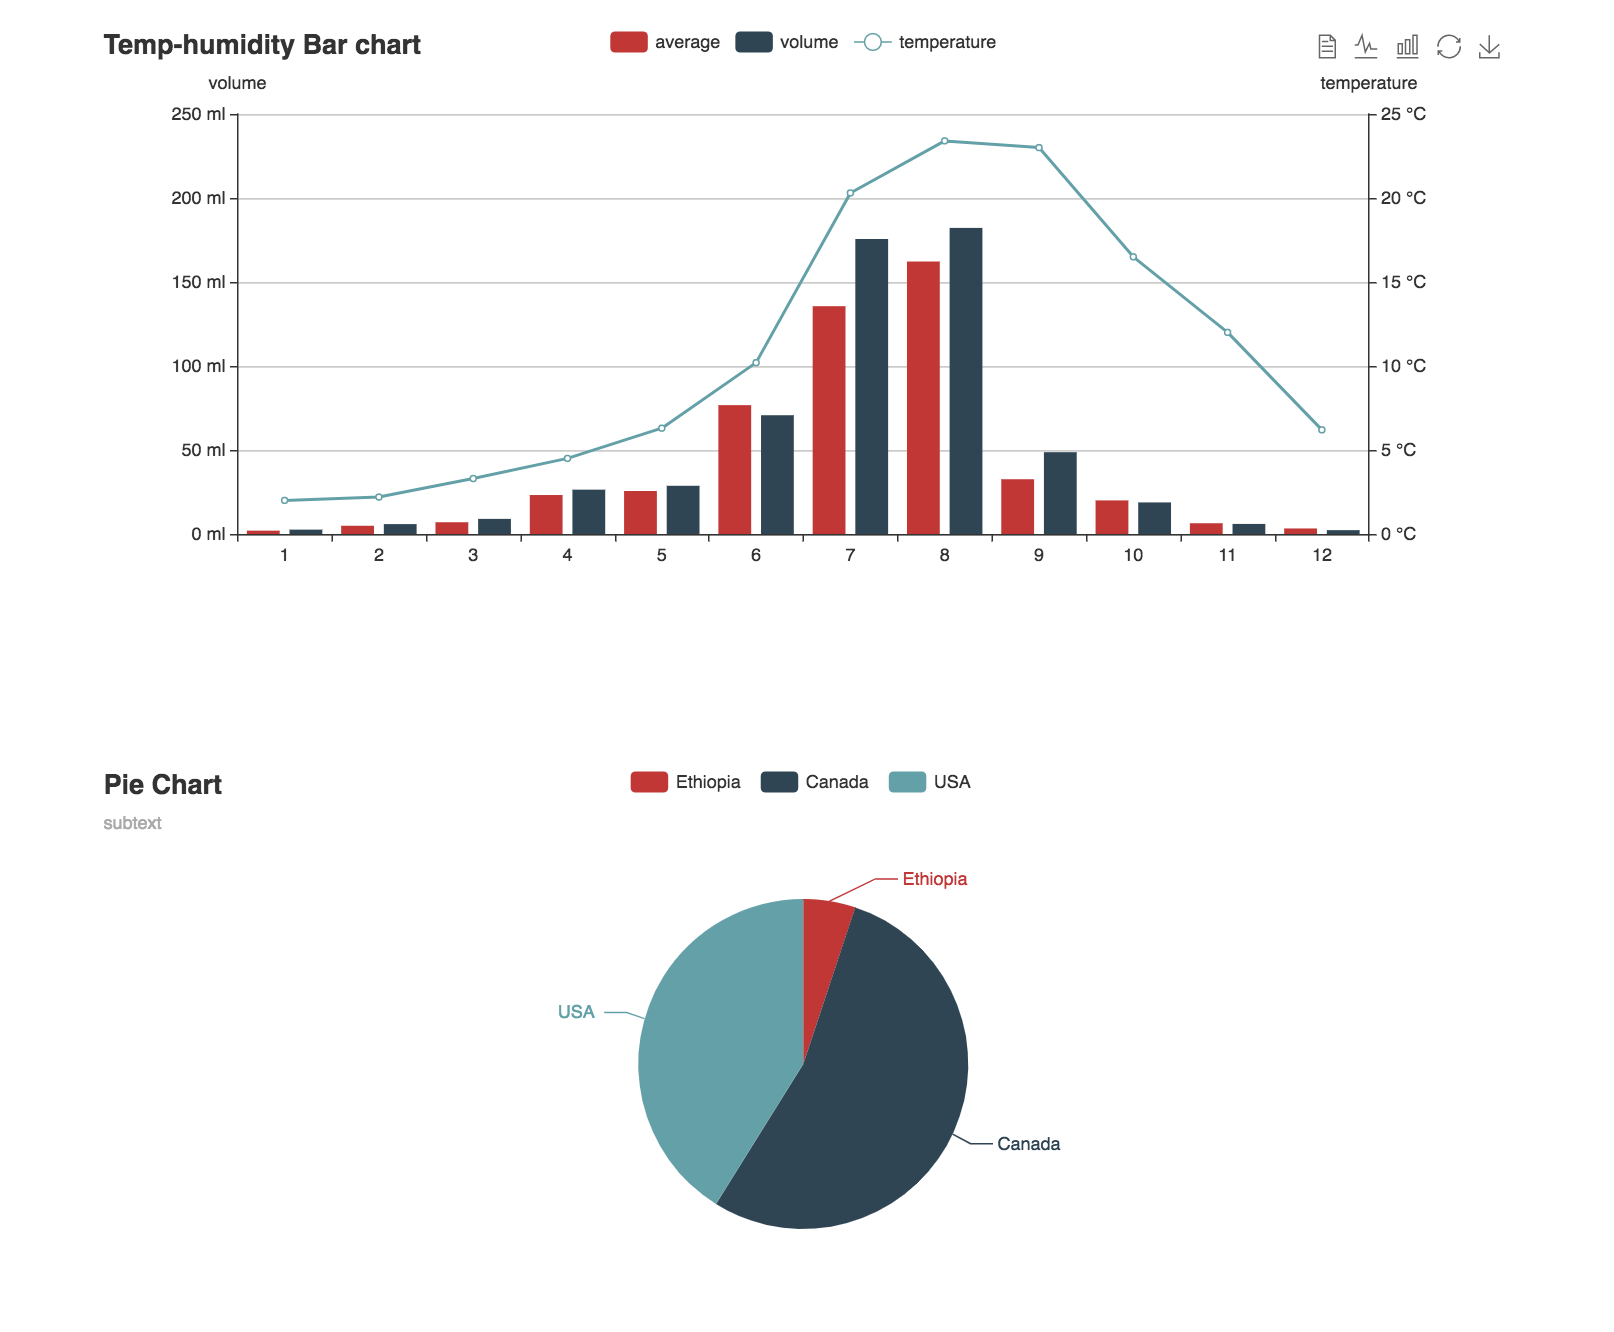 Temp-humidity Bar chart
average volume temperature
volume temperature
250 ml 25 °C
200 ml 20 °C
150 ml 15 °C
100 ml 10 °C
50 ml 5 °C
0 ml 0 °C
1 2 3 4 5 6 7 8 9 10 11 12
Pie Chart
Ethiopia Canada USA
subtext
Ethiopia
USA
Canada